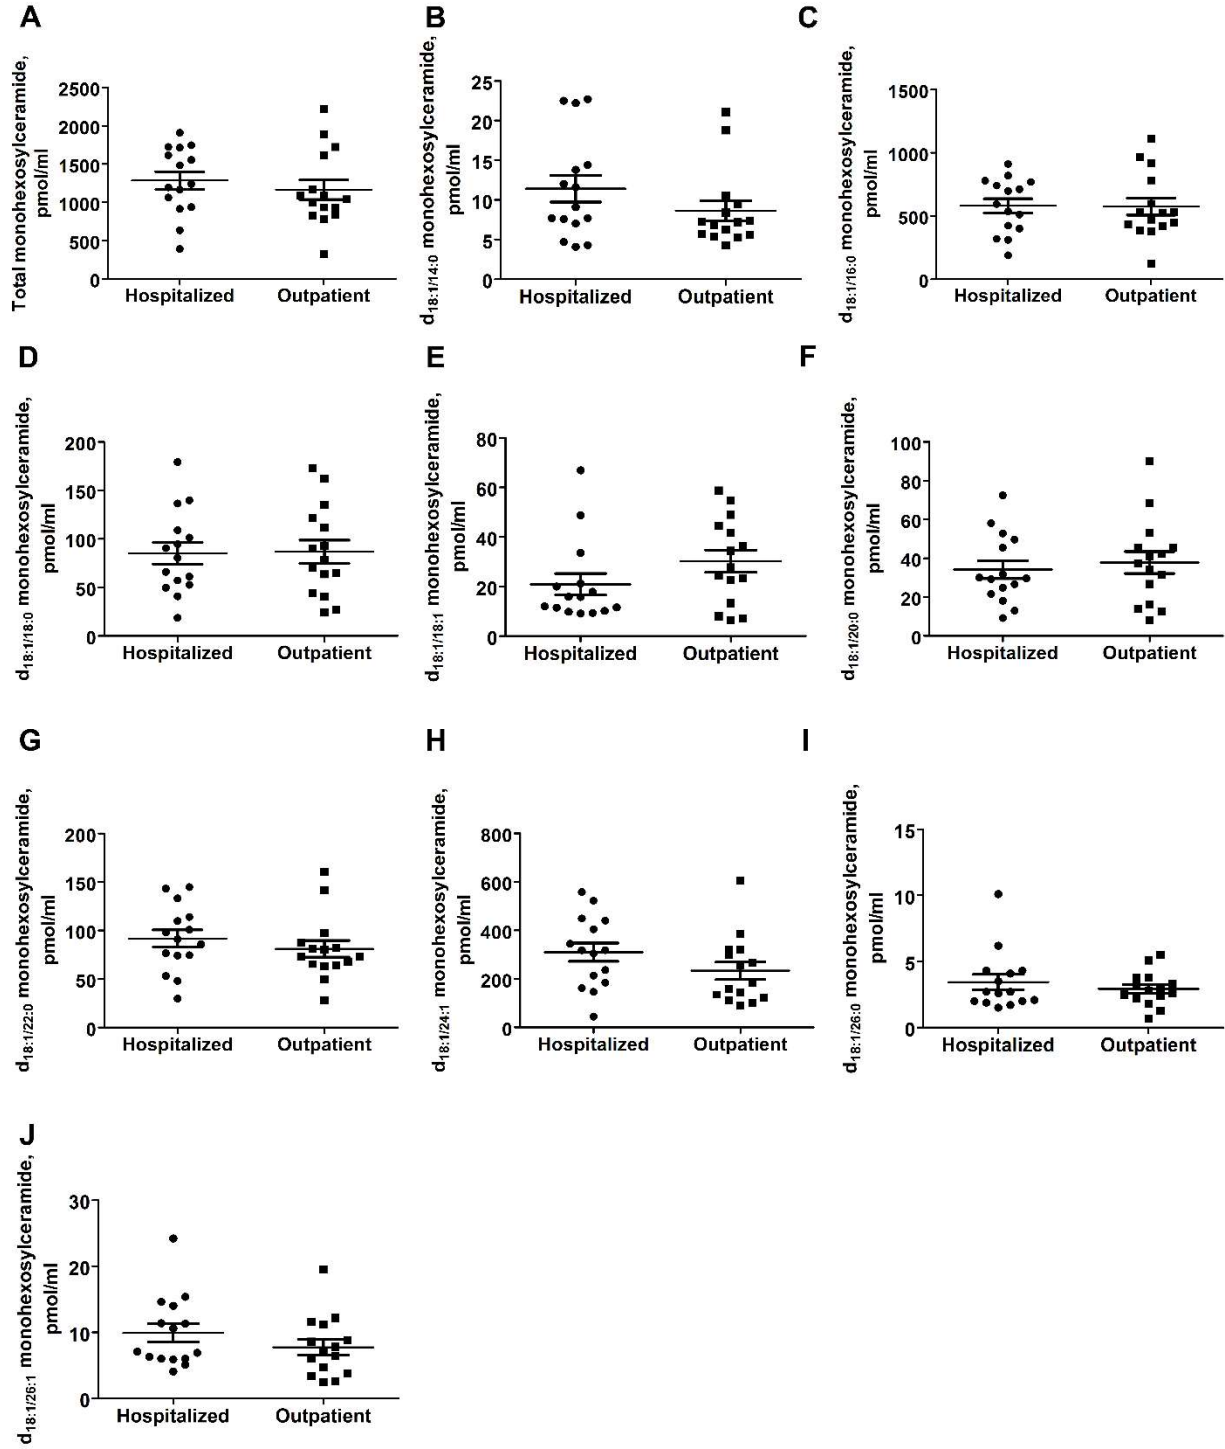 A
Total monohexosylceramide,
pmol/ml
2500
2000
1500
1000
500
0
Hospitalized
Outpatient
B
d18:1/14:0 monohexosylceramide,
pmol/ml
25
20
15
10
5
0
Hospitalized
Outpatient
C
d18:1/16:0 monohexosylceramide,
pmol/ml
1500
1000
500
0
Hospitalized
Outpatient
D
d18:1/18:0 monohexosylceramide,
pmol/ml
200
150
100
50
0
Hospitalized
Outpatient
E
d18:1/18:1 monohexosylceramide,
pmol/ml
80
60
40
20
0
Hospitalized
Outpatient
F
d18:1/20:0 monohexosylceramide,
pmol/ml
100
80
60
40
20
0
Hospitalized
Outpatient
G
d18:1/22:0 monohexosylceramide,
pmol/ml
200
150
100
50
0
Hospitalized
Outpatient
H
d18:1/24:1 monohexosylceramide,
pmol/ml
800
600
400
200
0
Hospitalized
Outpatient
I
d18:1/26:0 monohexosylceramide,
pmol/ml
15
10
5
0
Hospitalized
Outpatient
J
d18:1/26:1 monohexosylceramide,
pmol/ml
30
20
10
0
Hospitalized
Outpatient